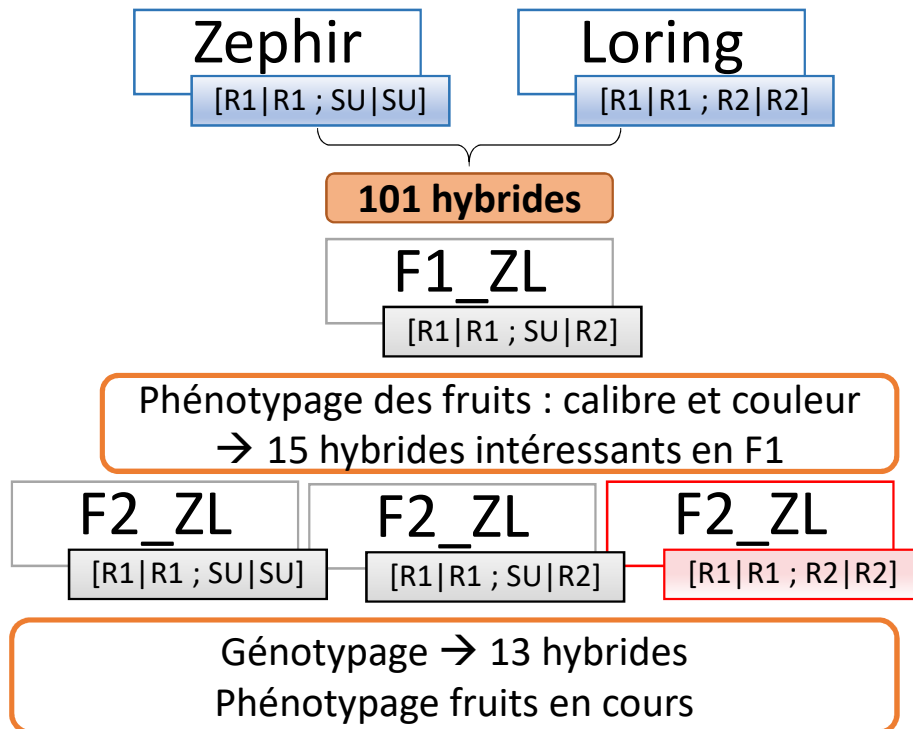 Zephir
[R1|R1 ; SU|SU]
Loring
[R1|R1 ; R2|R2]
101 hybrides
F1_ZL
[R1|R1 ; SU|R2]
Phénotypage des fruits : calibre et couleur
→ 15 hybrides intéressants en F1
F2_ZL
[R1|R1 ; SU|SU]
F2_ZL
[R1|R1 ; SU|R2]
F2_ZL
[R1|R1 ; R2|R2]
Génotypage → 13 hybrides
Phénotypage fruits en cours